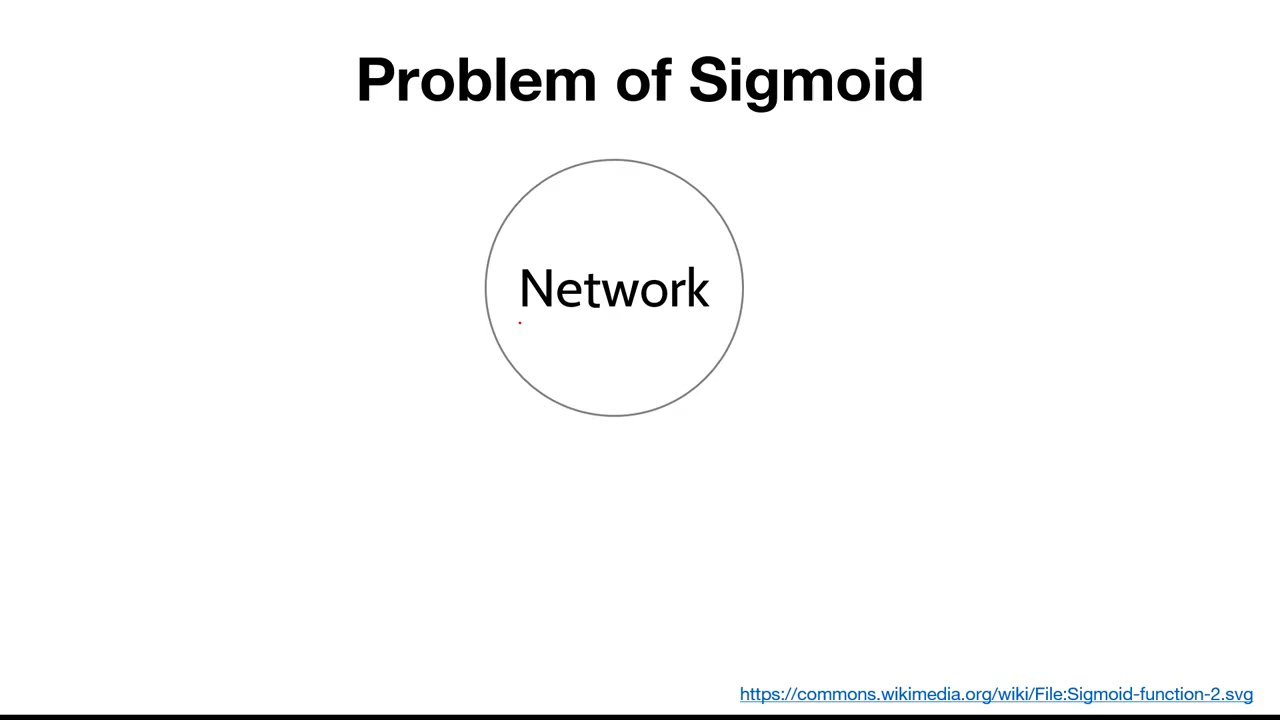 Problem of Sigmoid
Network
https://commons.wikimedia.org/wiki/File:Sigmoid-function-2.svg